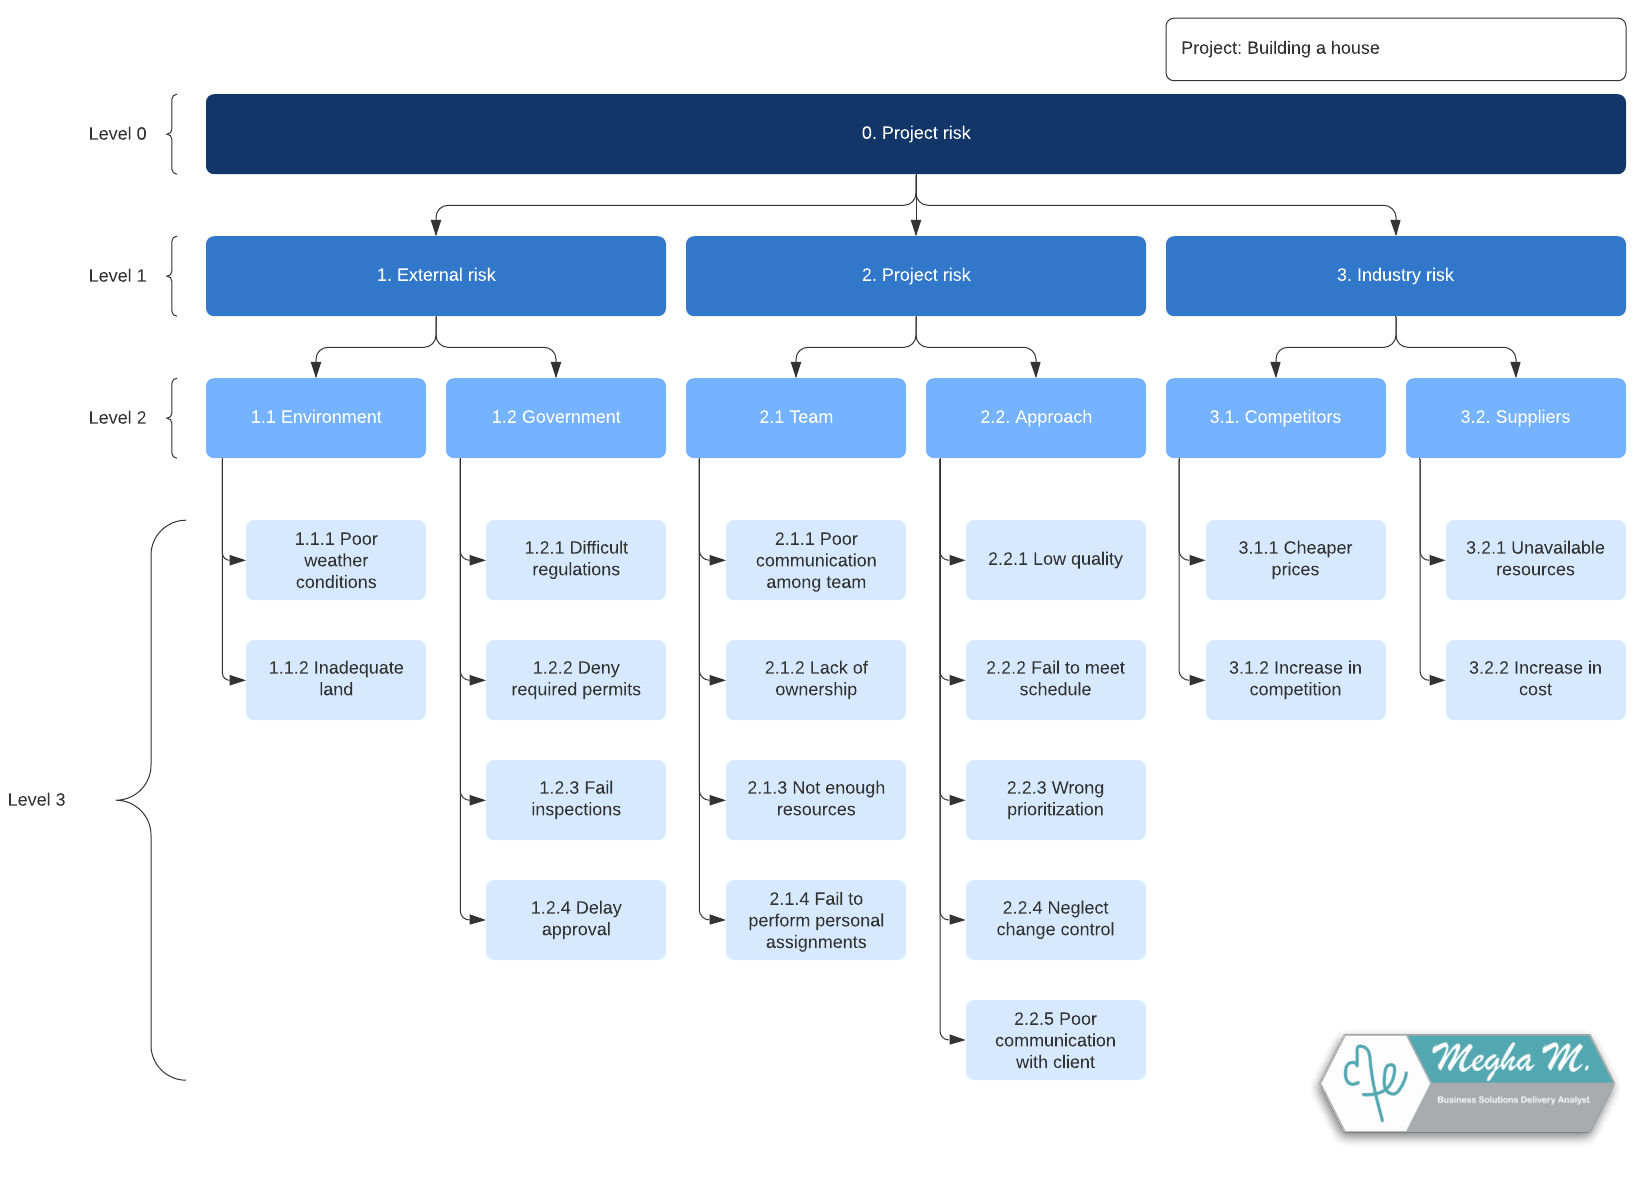 Project: Building a house
Level 0
0. Project risk
Level 1
1. External risk
2. Project risk
3. Industry risk
Level 2
1.1 Environment
1.2 Government
2.1 Team
2.2. Approach
3.1. Competitors
3.2. Suppliers
Level 3
1.1.1 Poor
weather
conditions
1.1.2 Inadequate
land
1.2.1 Difficult
regulations
1.2.2 Deny
required permits
1.2.3 Fail
inspections
1.2.4 Delay
approval
2.1.1 Poor
communication
among team
2.1.2 Lack of
ownership
2.1.3 Not enough
resources
2.1.4 Fail to
perform personal
assignments
2.2.1 Low quality
2.2.2 Fail to meet
schedule
2.2.3 Wrong
prioritization
2.2.4 Neglect
change control
2.2.5 Poor
communication
with client
3.1.1 Cheaper
prices
3.1.2 Increase in
competition
3.2.1 Unavailable
resources
3.2.2 Increase in
cost
Megha M.
Business Solutions Delivery Analyst